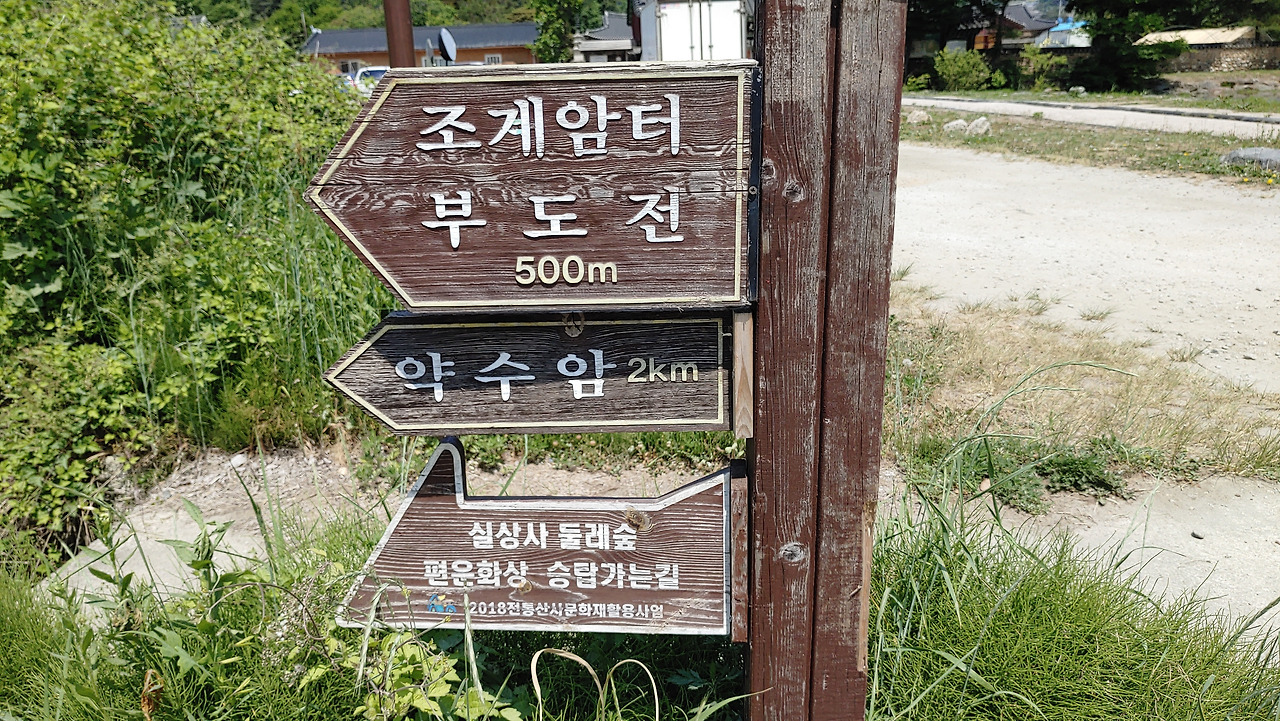 조계암터
부도전
500m
약수암 2km
실상사 둘레숲
편운화상 승탑가는길
2018전통산사문화재활용사업